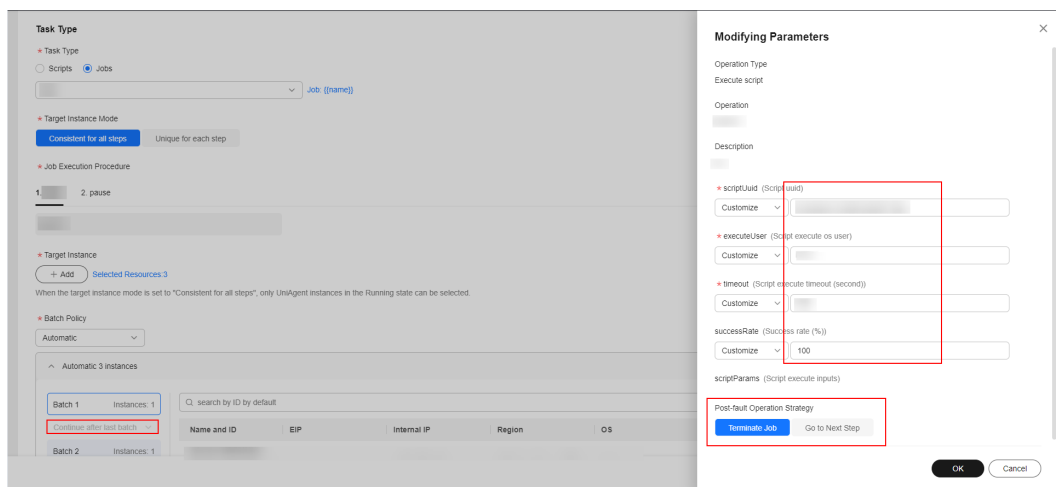 Task Type
* Task Type
Scripts Jobs
Job: {{name}}
* Target Instance Mode
Consistent for all steps Unique for each step
* Job Execution Procedure
1. 2. pause
* Target Instance
+ Add Selected Resources:3
When the target instance mode is set to "Consistent for all steps", only UniAgent instances in the Running state can be selected.
* Batch Policy
Automatic
Automatic 3 instances
Batch 1 Instances: 1
Continue after last batch
Batch 2 Instances: 1
search by ID by default
Name and ID EIP Internal IP Region OS
Modifying Parameters
Operation Type
Execute script
Operation
Description
* scriptUuid (Script uuid)
Customize
* executeUser (Script execute os user)
Customize
* timeout (Script execute timeout (second))
Customize
successRate (Success rate (%))
Customize 100
scriptParams (Script execute inputs)
Post-fault Operation Strategy
Terminate Job Go to Next Step
OK Cancel